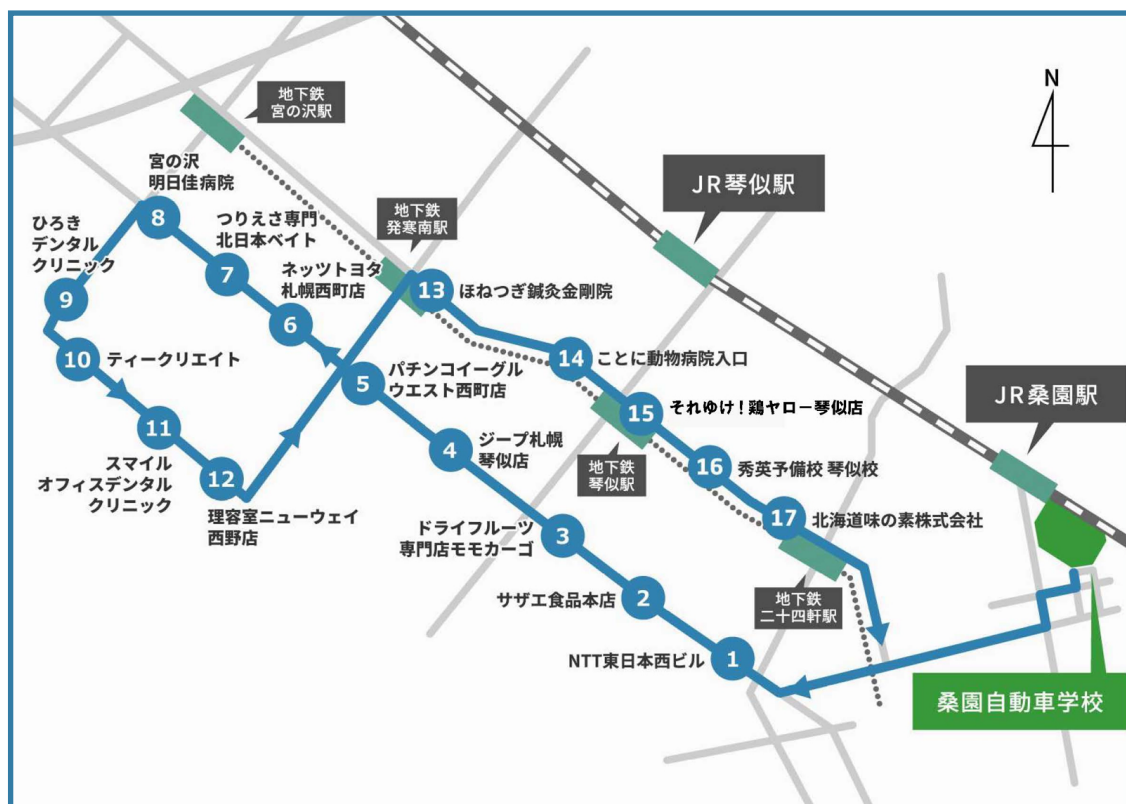 地下鉄
宮の沢駅
N
JR琴似駅
宮の沢
明日佳病院
8
ひろき
デンタル
クリニック
9
つりえさ専門
北日本ベイト
7
地下鉄
発寒南駅
ネッツトヨタ
札幌西町店
6
13
ほねつぎ鍼灸金剛院
10
ティークリエイト
14
ことに動物病院入口
5
パチンコイーグル
ウエスト西町店
JR桑園駅
15
それゆけ!鶏ヤロー琴似店
11
スマイル
オフィスデンタル
クリニック
4
ジープ札幌
琴似店
地下鉄
琴似駅
16
秀英予備校 琴似校
12
理容室ニューウェイ
西野店
17
北海道味の素株式会社
ドライフルーツ
専門店モモカーゴ
3
サザエ食品本店
2
地下鉄
二十四軒駅
NTT東日本西ビル
1
桑園自動車学校